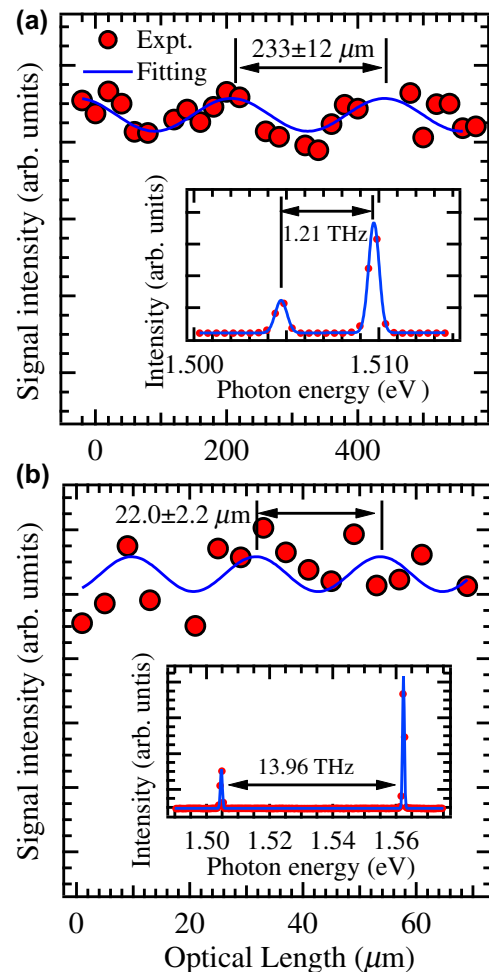 (a)
Expt.
Fitting
233±12 μm
Signal intensity (arb. umits)
Intensity (arb. units)
1.21 THz
1.500
1.510
Photon energy (eV)
0
200
400
(b)
22.0±2.2 μm
Signal intensity (arb. units)
Intensity (arb. untis)
13.96 THz
1.50
1.52
1.54
1.56
Photon energy (eV)
0
20
40
60
Optical Length (μm)